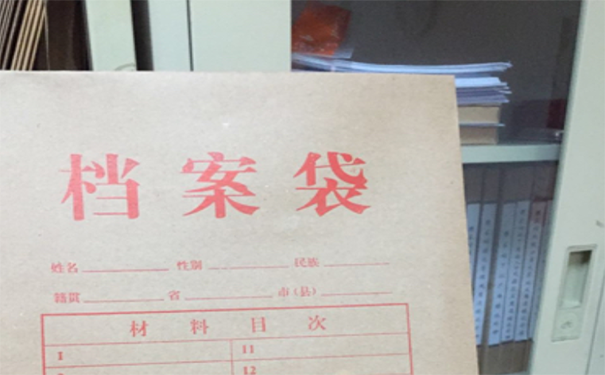 档案袋
姓名 性别 民族
籍贯 省 市(县)
材料目次
1 11
12